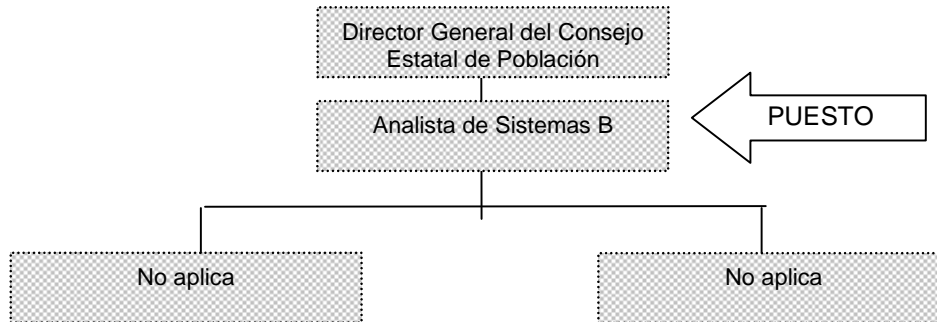 Director General del Consejo
Estatal de Población
Analista de Sistemas B
PUESTO
No aplica
No aplica